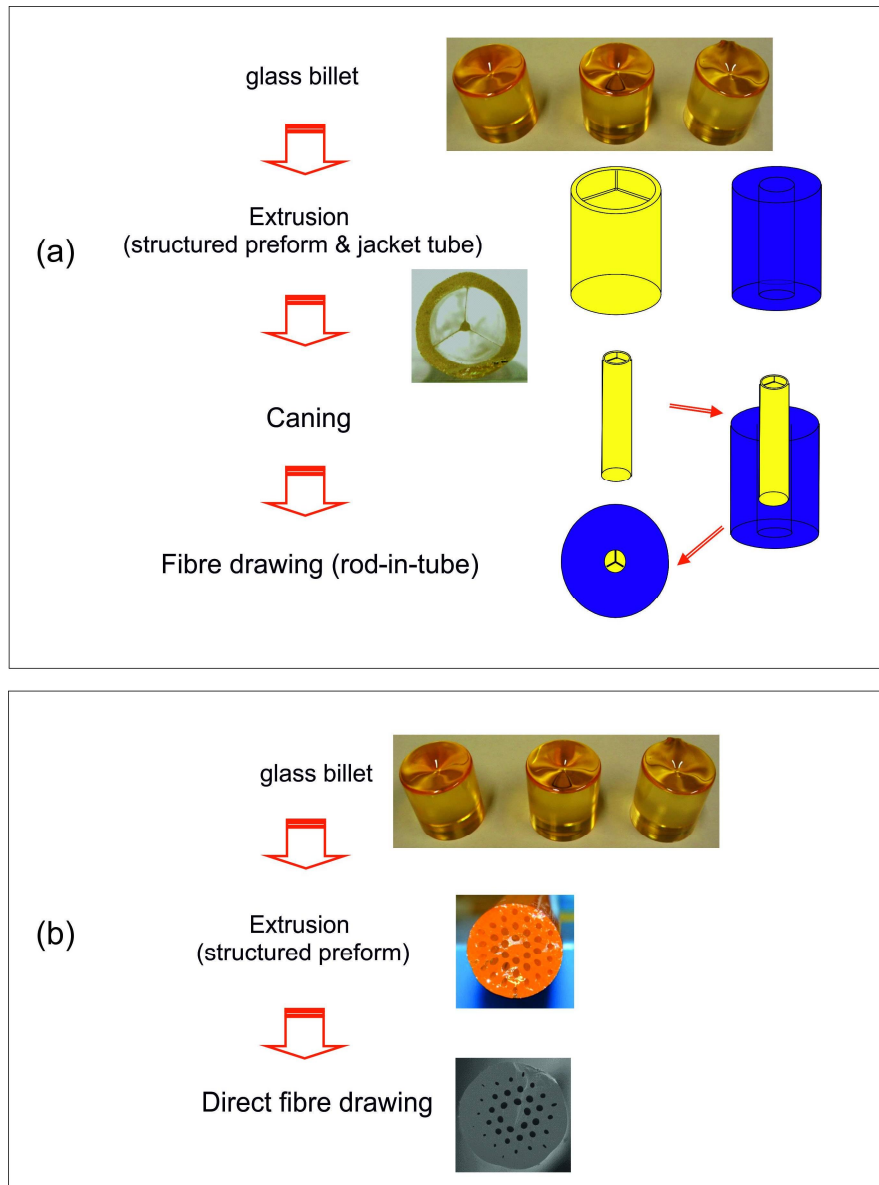 glass billet
Extrusion
(structured preform & jacket tube)
(a)
Caning
Fibre drawing (rod-in-tube)
glass billet
(b)
Extrusion
(structured preform)
Direct fibre drawing